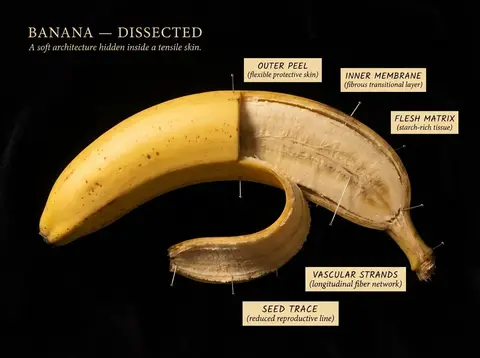 BANANA — DISSECTED
A soft architecture hidden inside a tensile skin.
OUTER PEEL
(flexible protective skin)
INNER MEMBRANE
(fibrous transitional layer)
FLESH MATRIX
(starch-rich tissue)
VASCULAR STRANDS
(longitudinal fiber network)
SEED TRACE
(reduced reproductive line)